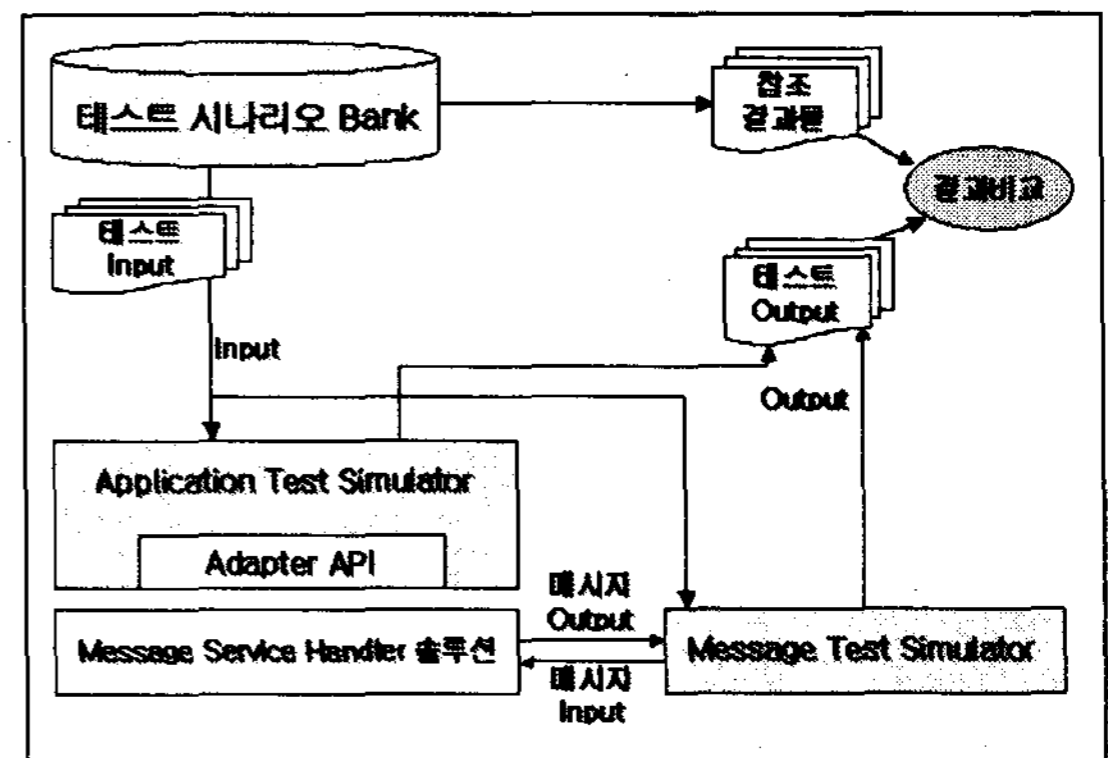 테스트 시나리오 Bank
참조
결과물
결과비교
테스트
Input
테스트
Output
Input
Output
Application Test Simulator
Adapter API
메시지
Output
Message Service Handler 솔루션
Message Test Simulator
메시지
Input